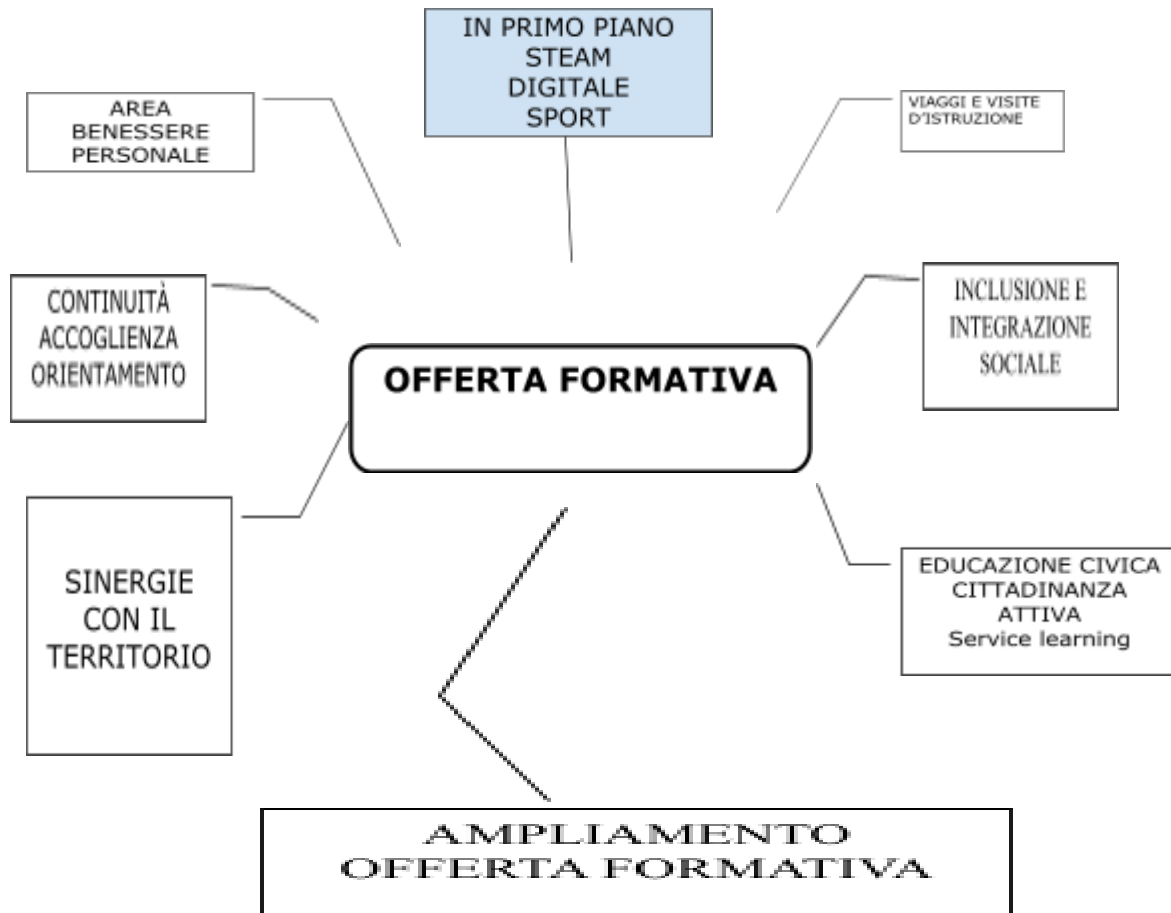 IN PRIMO PIANO
STEAM
DIGITALE
SPORT
AREA
BENESSERE
PERSONALE
VIAGGI E VISITE
D'ISTRUZIONE
CONTINUITÀ
ACCOGLIENZA
ORIENTAMENTO
INCLUSIONE E
INTEGRAZIONE
SOCIALE
OFFERTA FORMATIVA
SINERGIE
CON IL
TERRITORIO
EDUCAZIONE CIVICA
CITTADINANZA
ATTIVA
Service learning
AMPLIAMENTO
OFFERTA FORMATIVA